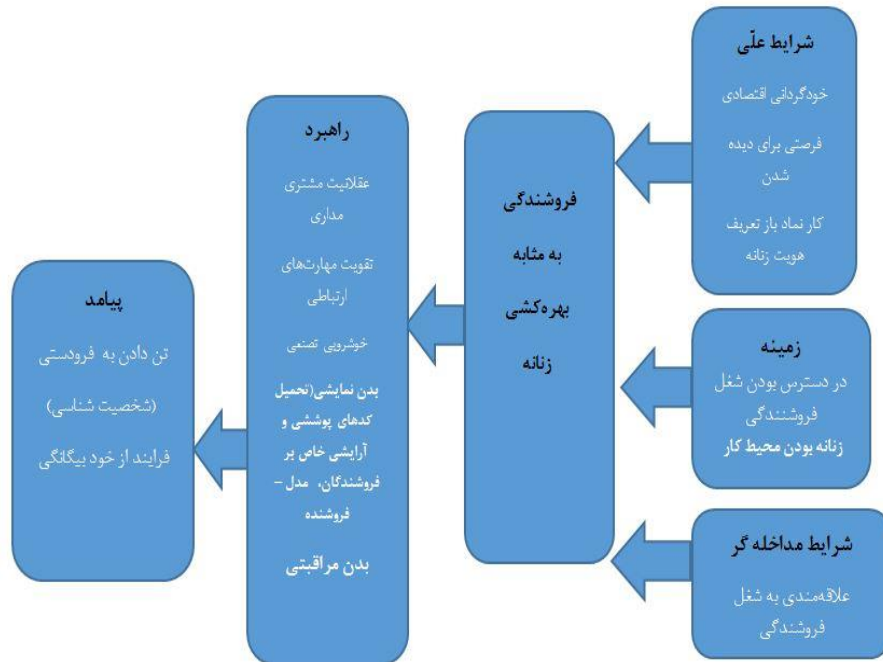 شرایط علّی
خودگردانی اقتصادی
فرصتی برای دیده
شدن
کار نماد باز تعریف
هویت زنانه
زمینه
در دسترس بودن شغل
فروشنندگی
زنانه بودن محیط کار
شرایط مداخله گر
علاقه‌مندی به شغل
فروشندگی
فروشندگی
به مثابه
بهره‌کشی
زنانه
راهبرد
عقلانیت مشتری
مداری
تقویت مهارت‌های
ارتباطی
خوشرویی تصنعی
بدن نمایشی(تحمیل
کدهای پوششی و
آرایشی خاص بر
فروشندگان، مدل –
فروشنده
بدن مراقبتی
پیامد
تن دادن به فرودستی
(شخصیت شناسی)
فرآیند از خود بیگانگی